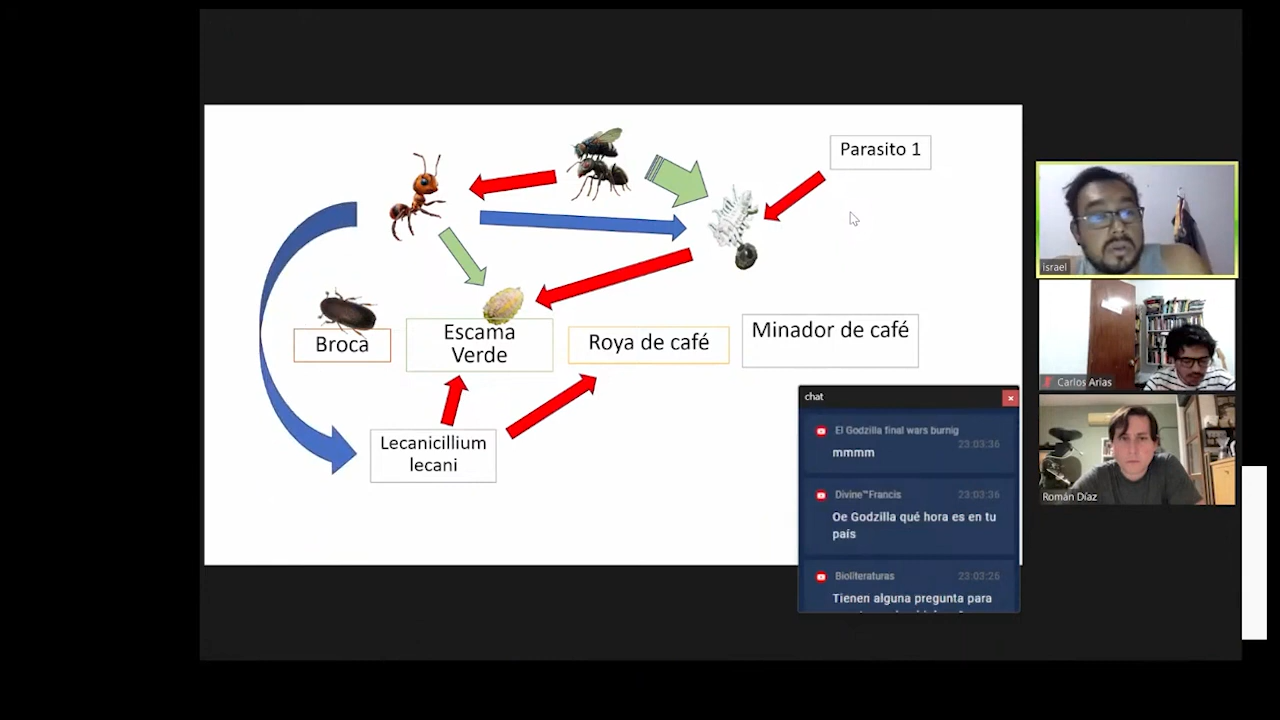 Parasito 1
Broca
Escama
Verde
Roya de café
Minador de café
Lecanicillium
lecani
chat
El Godzilla final wars burnig
23:03:36
mmmm
Divine™Francis
23:03:36
Oe Godzilla qué hora es en tu
país
Bioliteraturas
23:03:26
Tienen alguna pregunta para
israel
Carlos Arias
Román Díaz